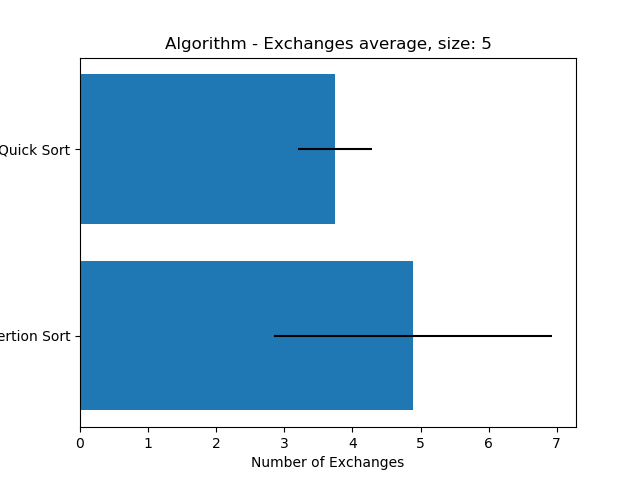 Algorithm - Exchanges average, size: 5
Quick Sort
ertion Sort
0 1 2 3 4 5 6 7
Number of Exchanges